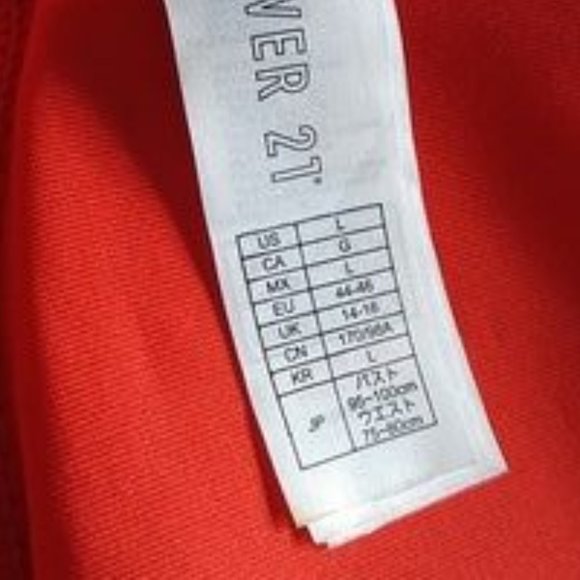 VER 21
US L
CA G
MX L
EU 44-46
UK 14-16
CN 170/98A
KR L
JP バスト
95~100cm
ウエスト
75~80cm